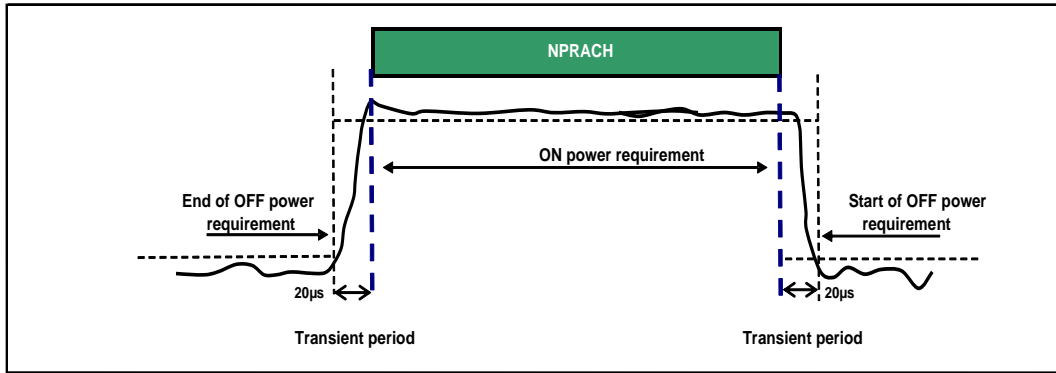 NPRACH
ON power requirement
End of OFF power
requirement
Start of OFF power
requirement
20µs
20µs
Transient period
Transient period